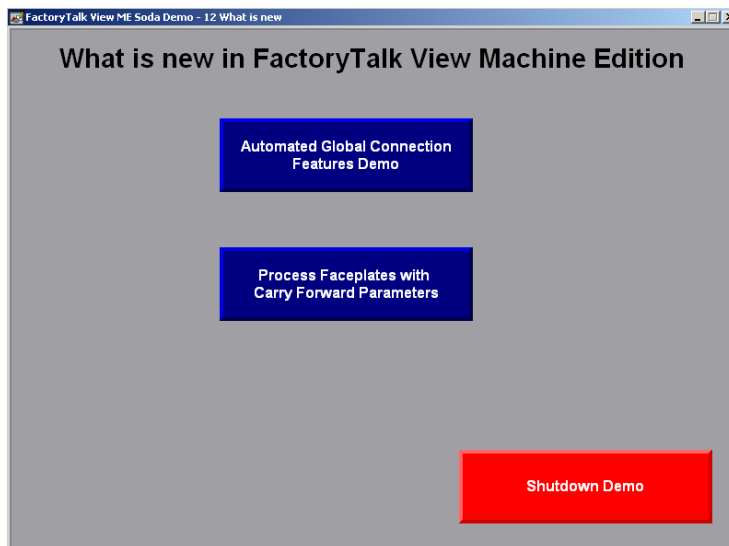 FactoryTalk View ME Soda Demo - 12 What is new
What is new in FactoryTalk View Machine Edition
Automated Global Connection
Features Demo
Process Faceplates with
Carry Forward Parameters
Shutdown Demo